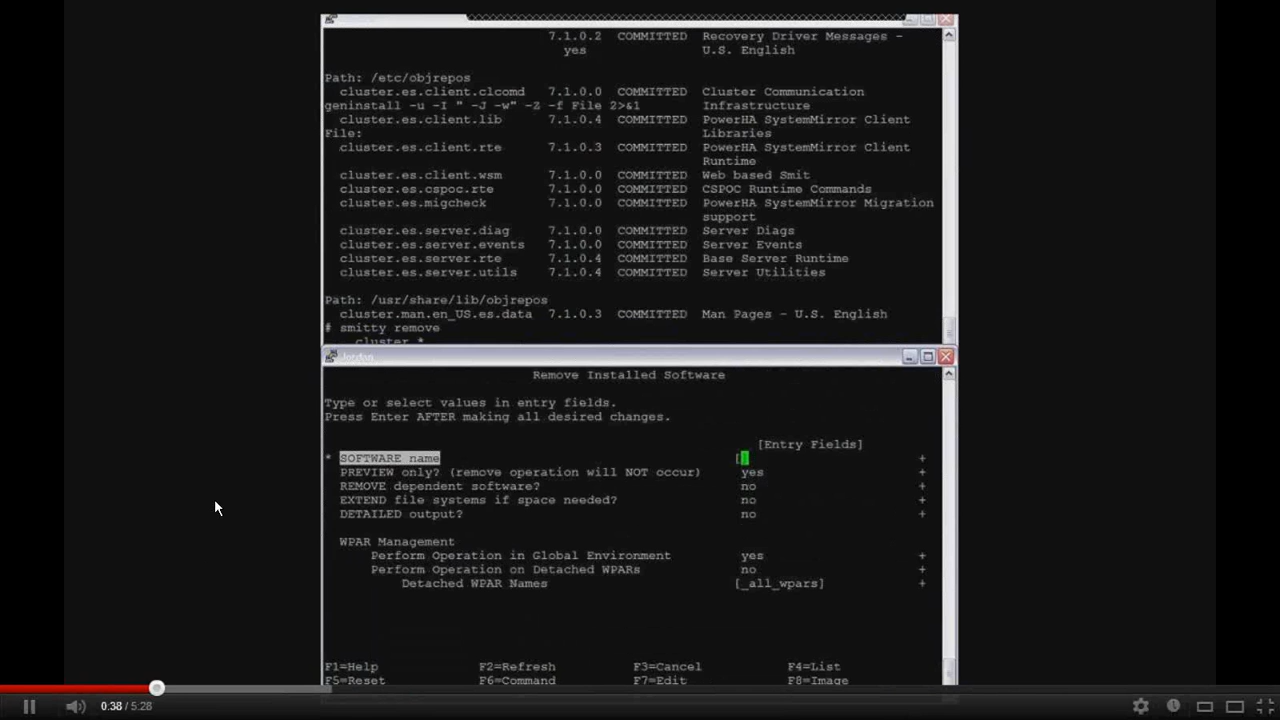 7.1.0.2 COMMITTED Recovery Driver Messages -
yes U.S. English
Path: /etc/objrepos
cluster.es.client.clcomd 7.1.0.0 COMMITTED Cluster Communication
geninstall -u -I " -J -w" -Z -f File 2>&1 Infrastructure
cluster.es.client.lib 7.1.0.4 COMMITTED PowerHA SystemMirror Client
File: Libraries
cluster.es.client.rte 7.1.0.3 COMMITTED PowerHA SystemMirror Client
Runtime
cluster.es.client.wsm 7.1.0.0 COMMITTED Web based Smit
cluster.es.cspoc.rte 7.1.0.0 COMMITTED CSPOC Runtime Commands
cluster.es.migcheck 7.1.0.0 COMMITTED PowerHA SystemMirror Migration
support
cluster.es.server.diag 7.1.0.0 COMMITTED Server Diags
cluster.es.server.events 7.1.0.0 COMMITTED Server Events
cluster.es.server.rte 7.1.0.4 COMMITTED Base Server Runtime
cluster.es.server.utils 7.1.0.4 COMMITTED Server Utilities
Path: /usr/share/lib/objrepos
cluster.man.en_US.es.data 7.1.0.3 COMMITTED Man Pages - U.S. English
# smitty remove
cluster.*
Jordan
Remove Installed Software
Type or select values in entry fields.
Press Enter AFTER making all desired changes.
[Entry Fields]
* SOFTWARE name [] +
PREVIEW only? (remove operation will NOT occur) yes +
REMOVE dependent software? no +
EXTEND file systems if space needed? no +
DETAILED output? no +
WPAR Management
Perform Operation in Global Environment yes +
Perform Operation on Detached WPARs no +
Detached WPAR Names [_all_wpars] +
F1=Help F2=Refresh F3=Cancel F4=List
F5=Reset F6=Command F7=Edit F8=Image
0:38 / 5:28